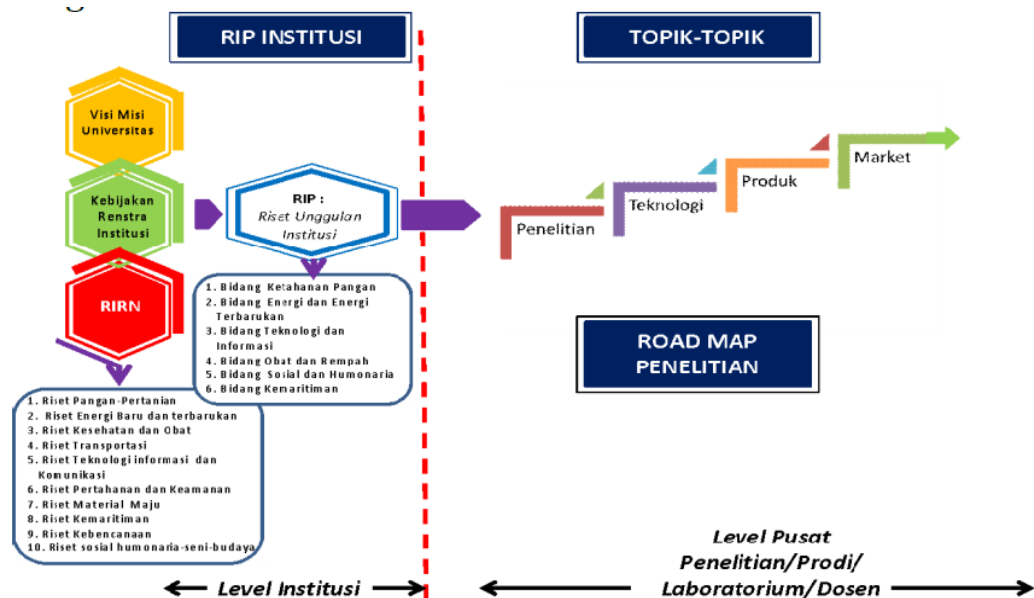 RIP INSTITUSI
TOPIK-TOPIK
Visi Misi
Universitas
Kebijakan
Renstra
Institusi
RIRN
RIP :
Riset Unggulan
Institusi
1. Bidang Ketahanan Pangan
2. Bidang Energi dan Energi
Terbarukan
3. Bidang Teknologi dan
Informasi
4. Bidang Obat dan Rempah
5. Bidang Sosial dan Humonaria
6. Bidang Kemaritiman
1. Riset Pangan-Pertanian
2. Riset Energi Baru dan terbarukan
3. Riset Kesehatan dan Obat
4. Riset Transportasi
5. Riset Teknologi informasi dan
Komunikasi
6. Riset Pertahanan dan Keamanan
7. Riset Material Maju
8. Riset Kemaritiman
9. Riset Kebencanaan
10. Riset sosial humonaria-seni-budaya
Penelitian
Teknologi
Produk
Market
ROAD MAP
PENELITIAN
Level Institusi
Level Pusat
Penelitian/Prodi/
Laboratorium/Dosen